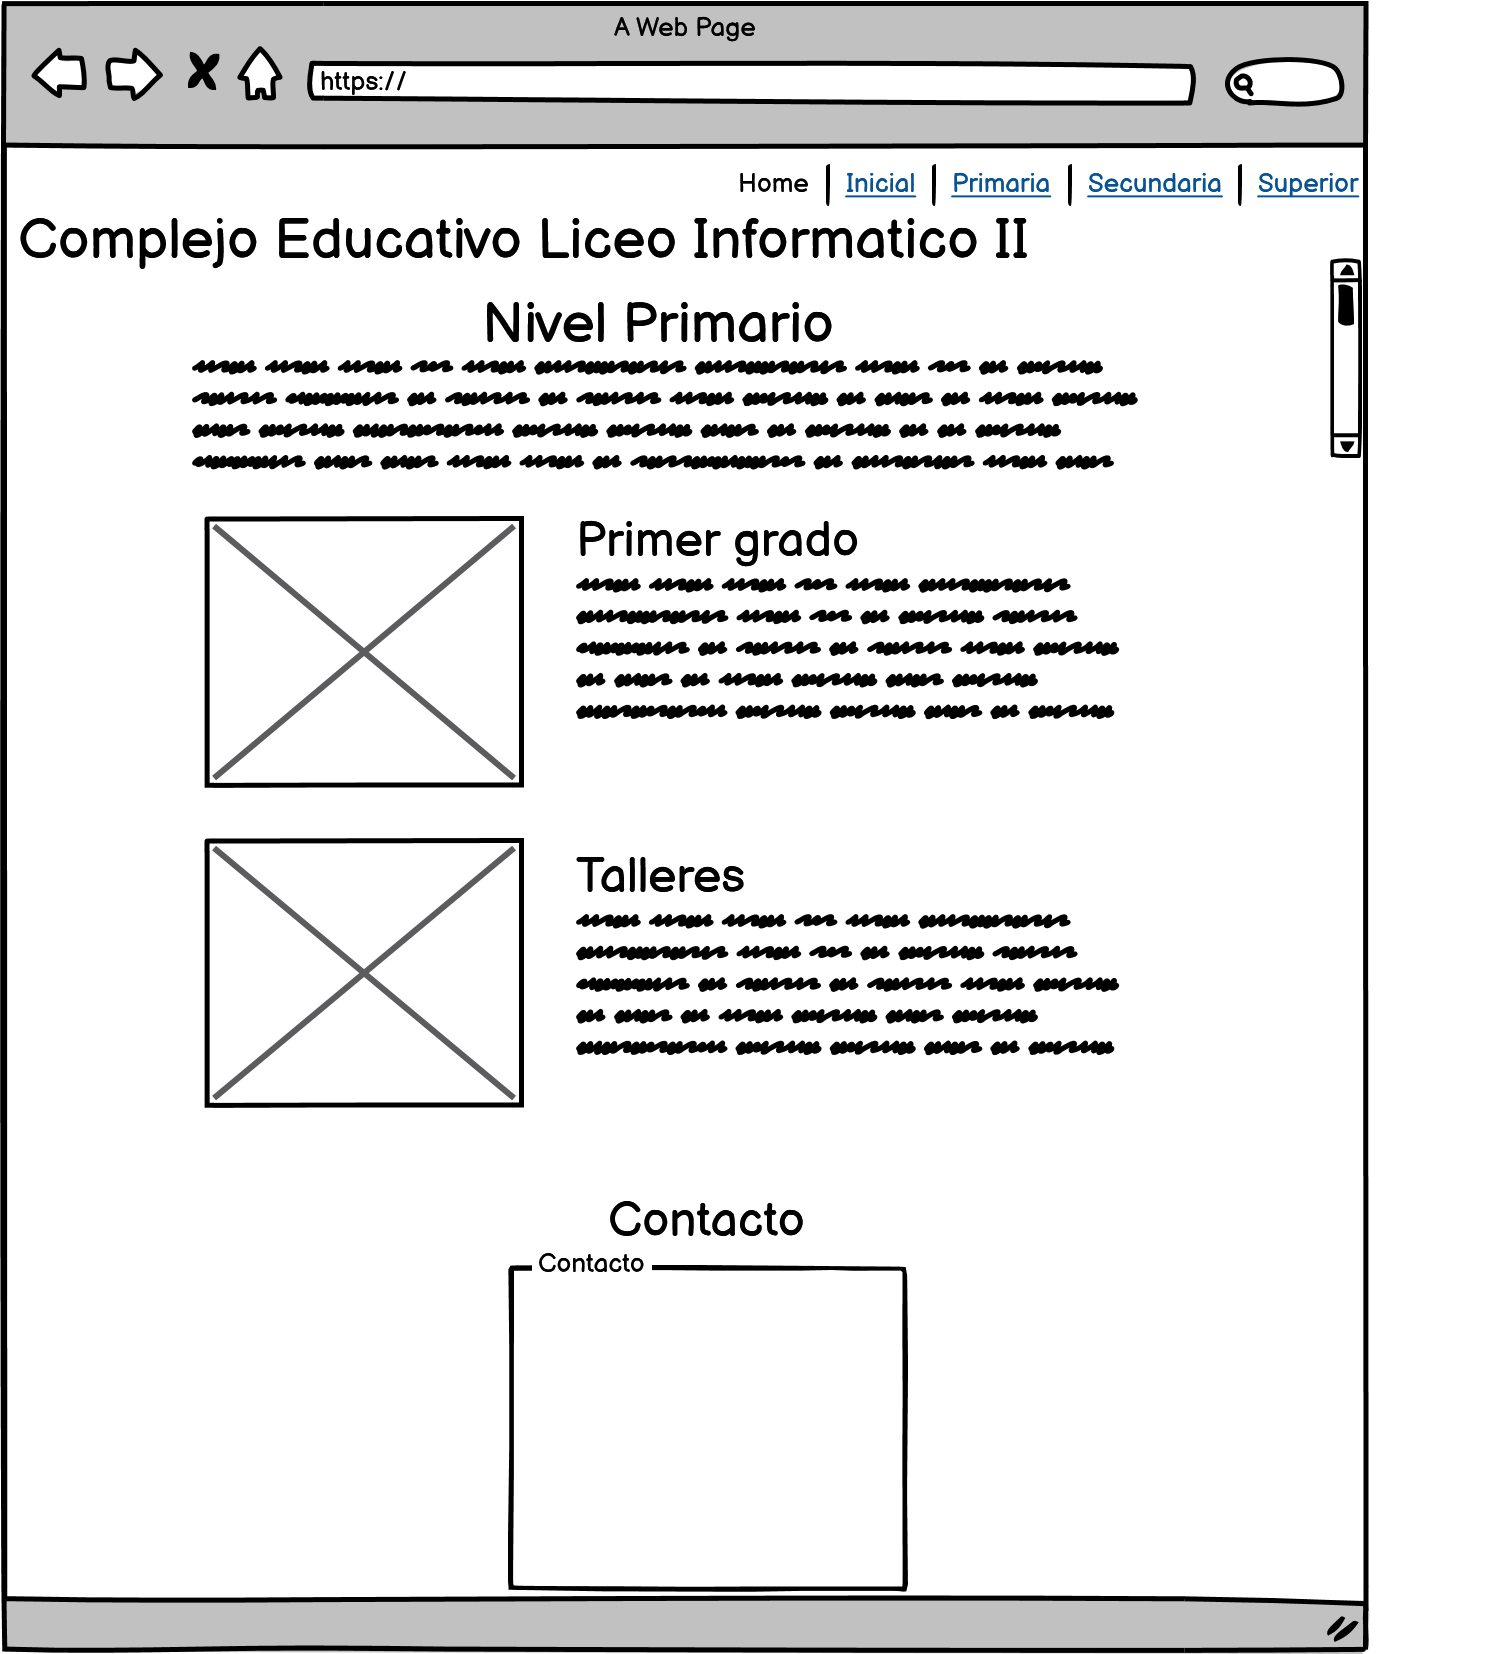 A Web Page
https://
Home Inicial Primaria Secundaria Superior
Complejo Educativo Liceo Informatico II
Nivel Primario
Primer grado
Talleres
Contacto
Contacto